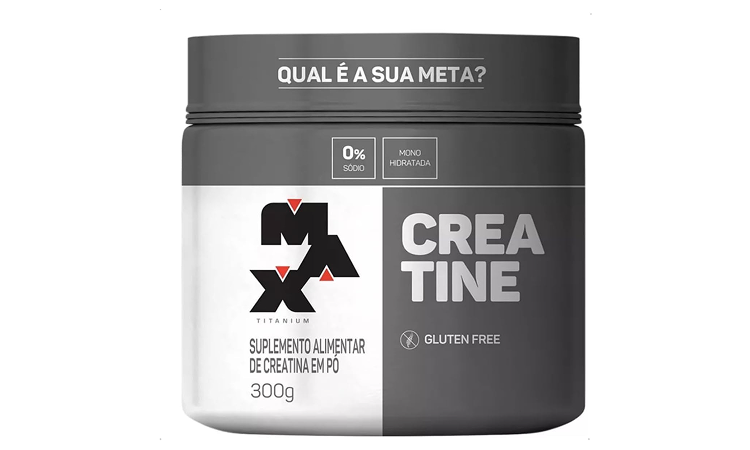 QUAL É A SUA META?
0%
SÓDIO
MONO
HIDRATADA
MAX
TITANIUM
SUPLEMENTO ALIMENTAR
DE CREATINA EM PÓ
300g
CREA
TINE
GLUTEN FREE